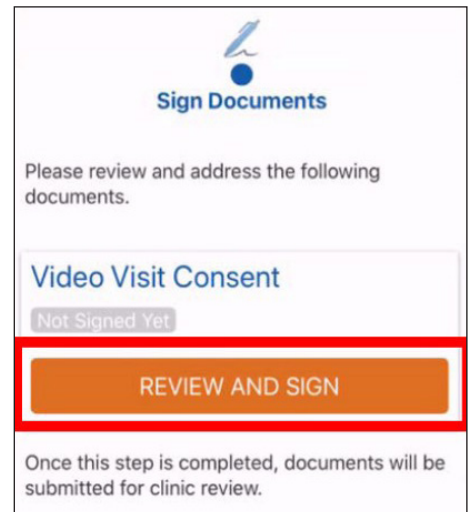 Sign Documents
Please review and address the following
documents.
Video Visit Consent
Not Signed Yet
REVIEW AND SIGN
Once this step is completed, documents will be
submitted for clinic review.